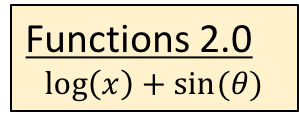 Functions 2.0
log(x) + sin(θ)